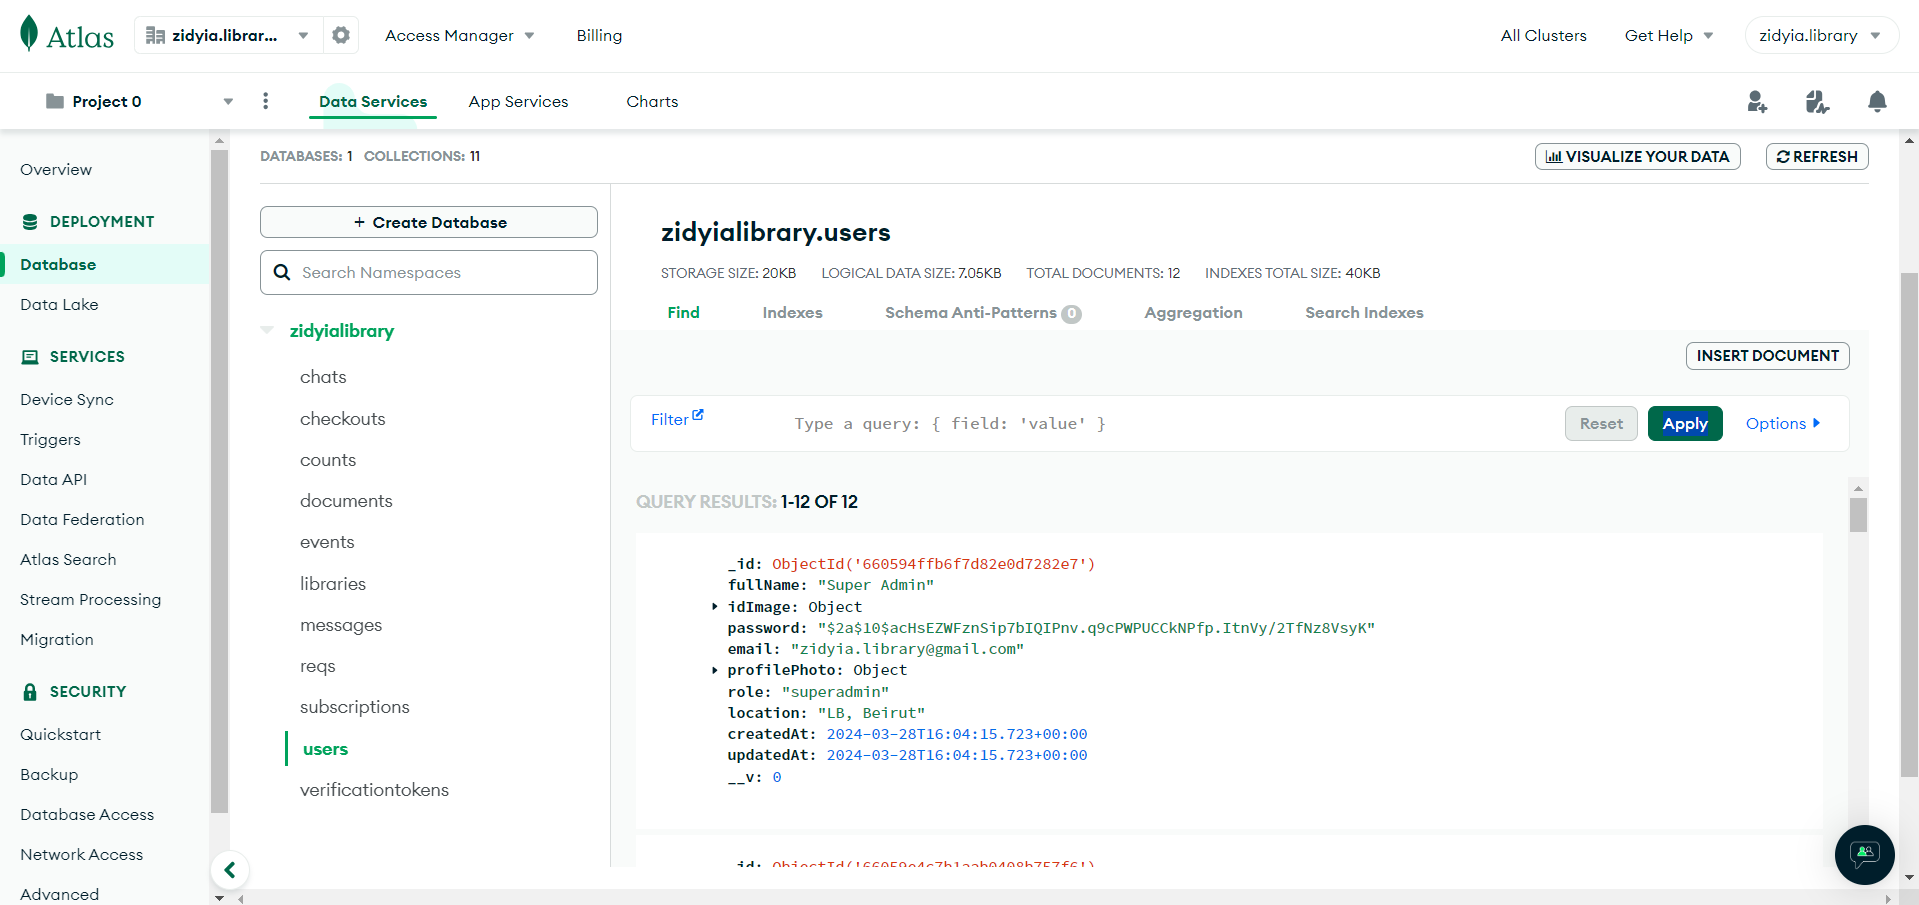 Atlas
zidyia.librar...
Access Manager
Billing
All Clusters
Get Help
zidyia.library
Project 0
Data Services
App Services
Charts
Overview
DEPLOYMENT
Database
Data Lake
SERVICES
Device Sync
Triggers
Data API
Data Federation
Atlas Search
Stream Processing
Migration
SECURITY
Quickstart
Backup
Database Access
Network Access
Advanced
DATABASES: 1 COLLECTIONS: 11
VISUALIZE YOUR DATA
REFRESH
+ Create Database
Search Namespaces
zidyialibrary
chats
checkouts
counts
documents
events
libraries
messages
reqs
subscriptions
users
verificationtokens
zidyialibrary.users
STORAGE SIZE: 20KB LOGICAL DATA SIZE: 7.05KB TOTAL DOCUMENTS: 12 INDEXES TOTAL SIZE: 40KB
Find
Indexes
Schema Anti-Patterns 0
Aggregation
Search Indexes
INSERT DOCUMENT
Filter
Type a query: { field: 'value' }
Reset
Apply
Options
QUERY RESULTS: 1-12 OF 12
_id: ObjectId('660594ffb6f7d82e0d7282e7')
fullName: "Super Admin"
idImage: Object
password: "$2a$10$acHsEZWFznSip7bIQIPnv.q9cPWPUCCkNPfp.ItnVy/2TfNz8VsyK"
email: "zidyia.library@gmail.com"
profilePhoto: Object
role: "superadmin"
location: "LB, Beirut"
createdAt: 2024-03-28T16:04:15.723+00:00
updatedAt: 2024-03-28T16:04:15.723+00:00
__v: 0
_id: